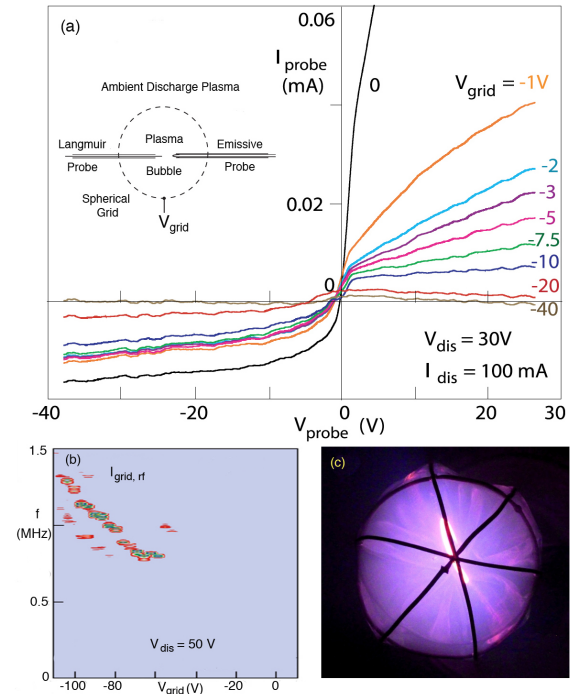 (a)
0.06
I probe
(mA)
0
V grid = -1V
Ambient Discharge Plasma
Langmuir
Probe
Plasma
Bubble
Emissive
Probe
Spherical
Grid
V grid
-2
-3
-5
-7.5
-10
-20
-40
0.02
0
V dis = 30V
I dis = 100 mA
-40
-20
0
20
30
V probe (V)
(b)
I grid, rf
1.5
f
(MHz)
0.5
0
V dis = 50 V
-100
-80
V grid (V)
-20
0
(c)